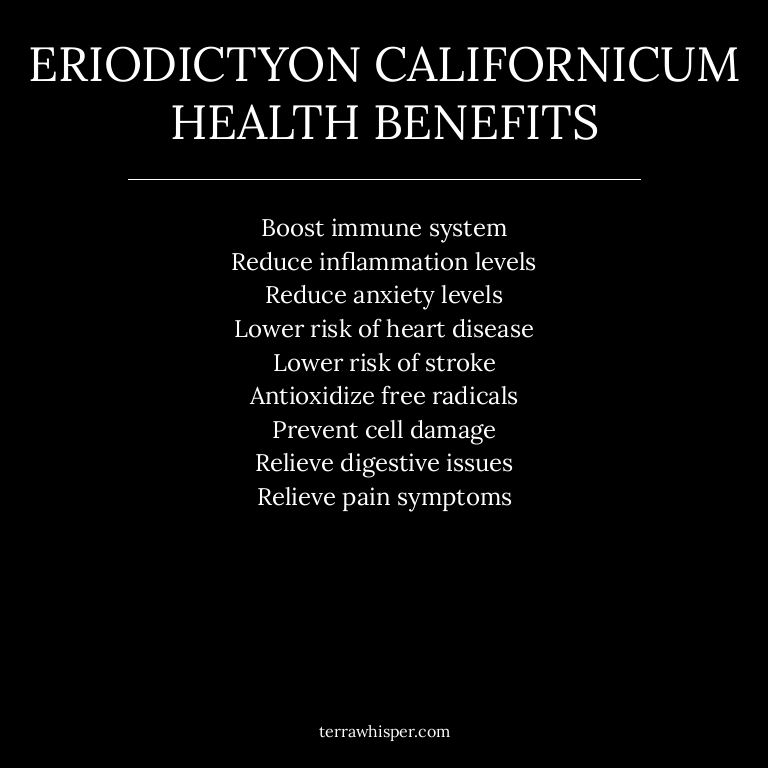 ERIODICTYON CALIFORNICUM
HEALTH BENEFITS
Boost immune system
Reduce inflammation levels
Reduce anxiety levels
Lower risk of heart disease
Lower risk of stroke
Antioxidize free radicals
Prevent cell damage
Relieve digestive issues
Relieve pain symptoms
terrawhisper.com